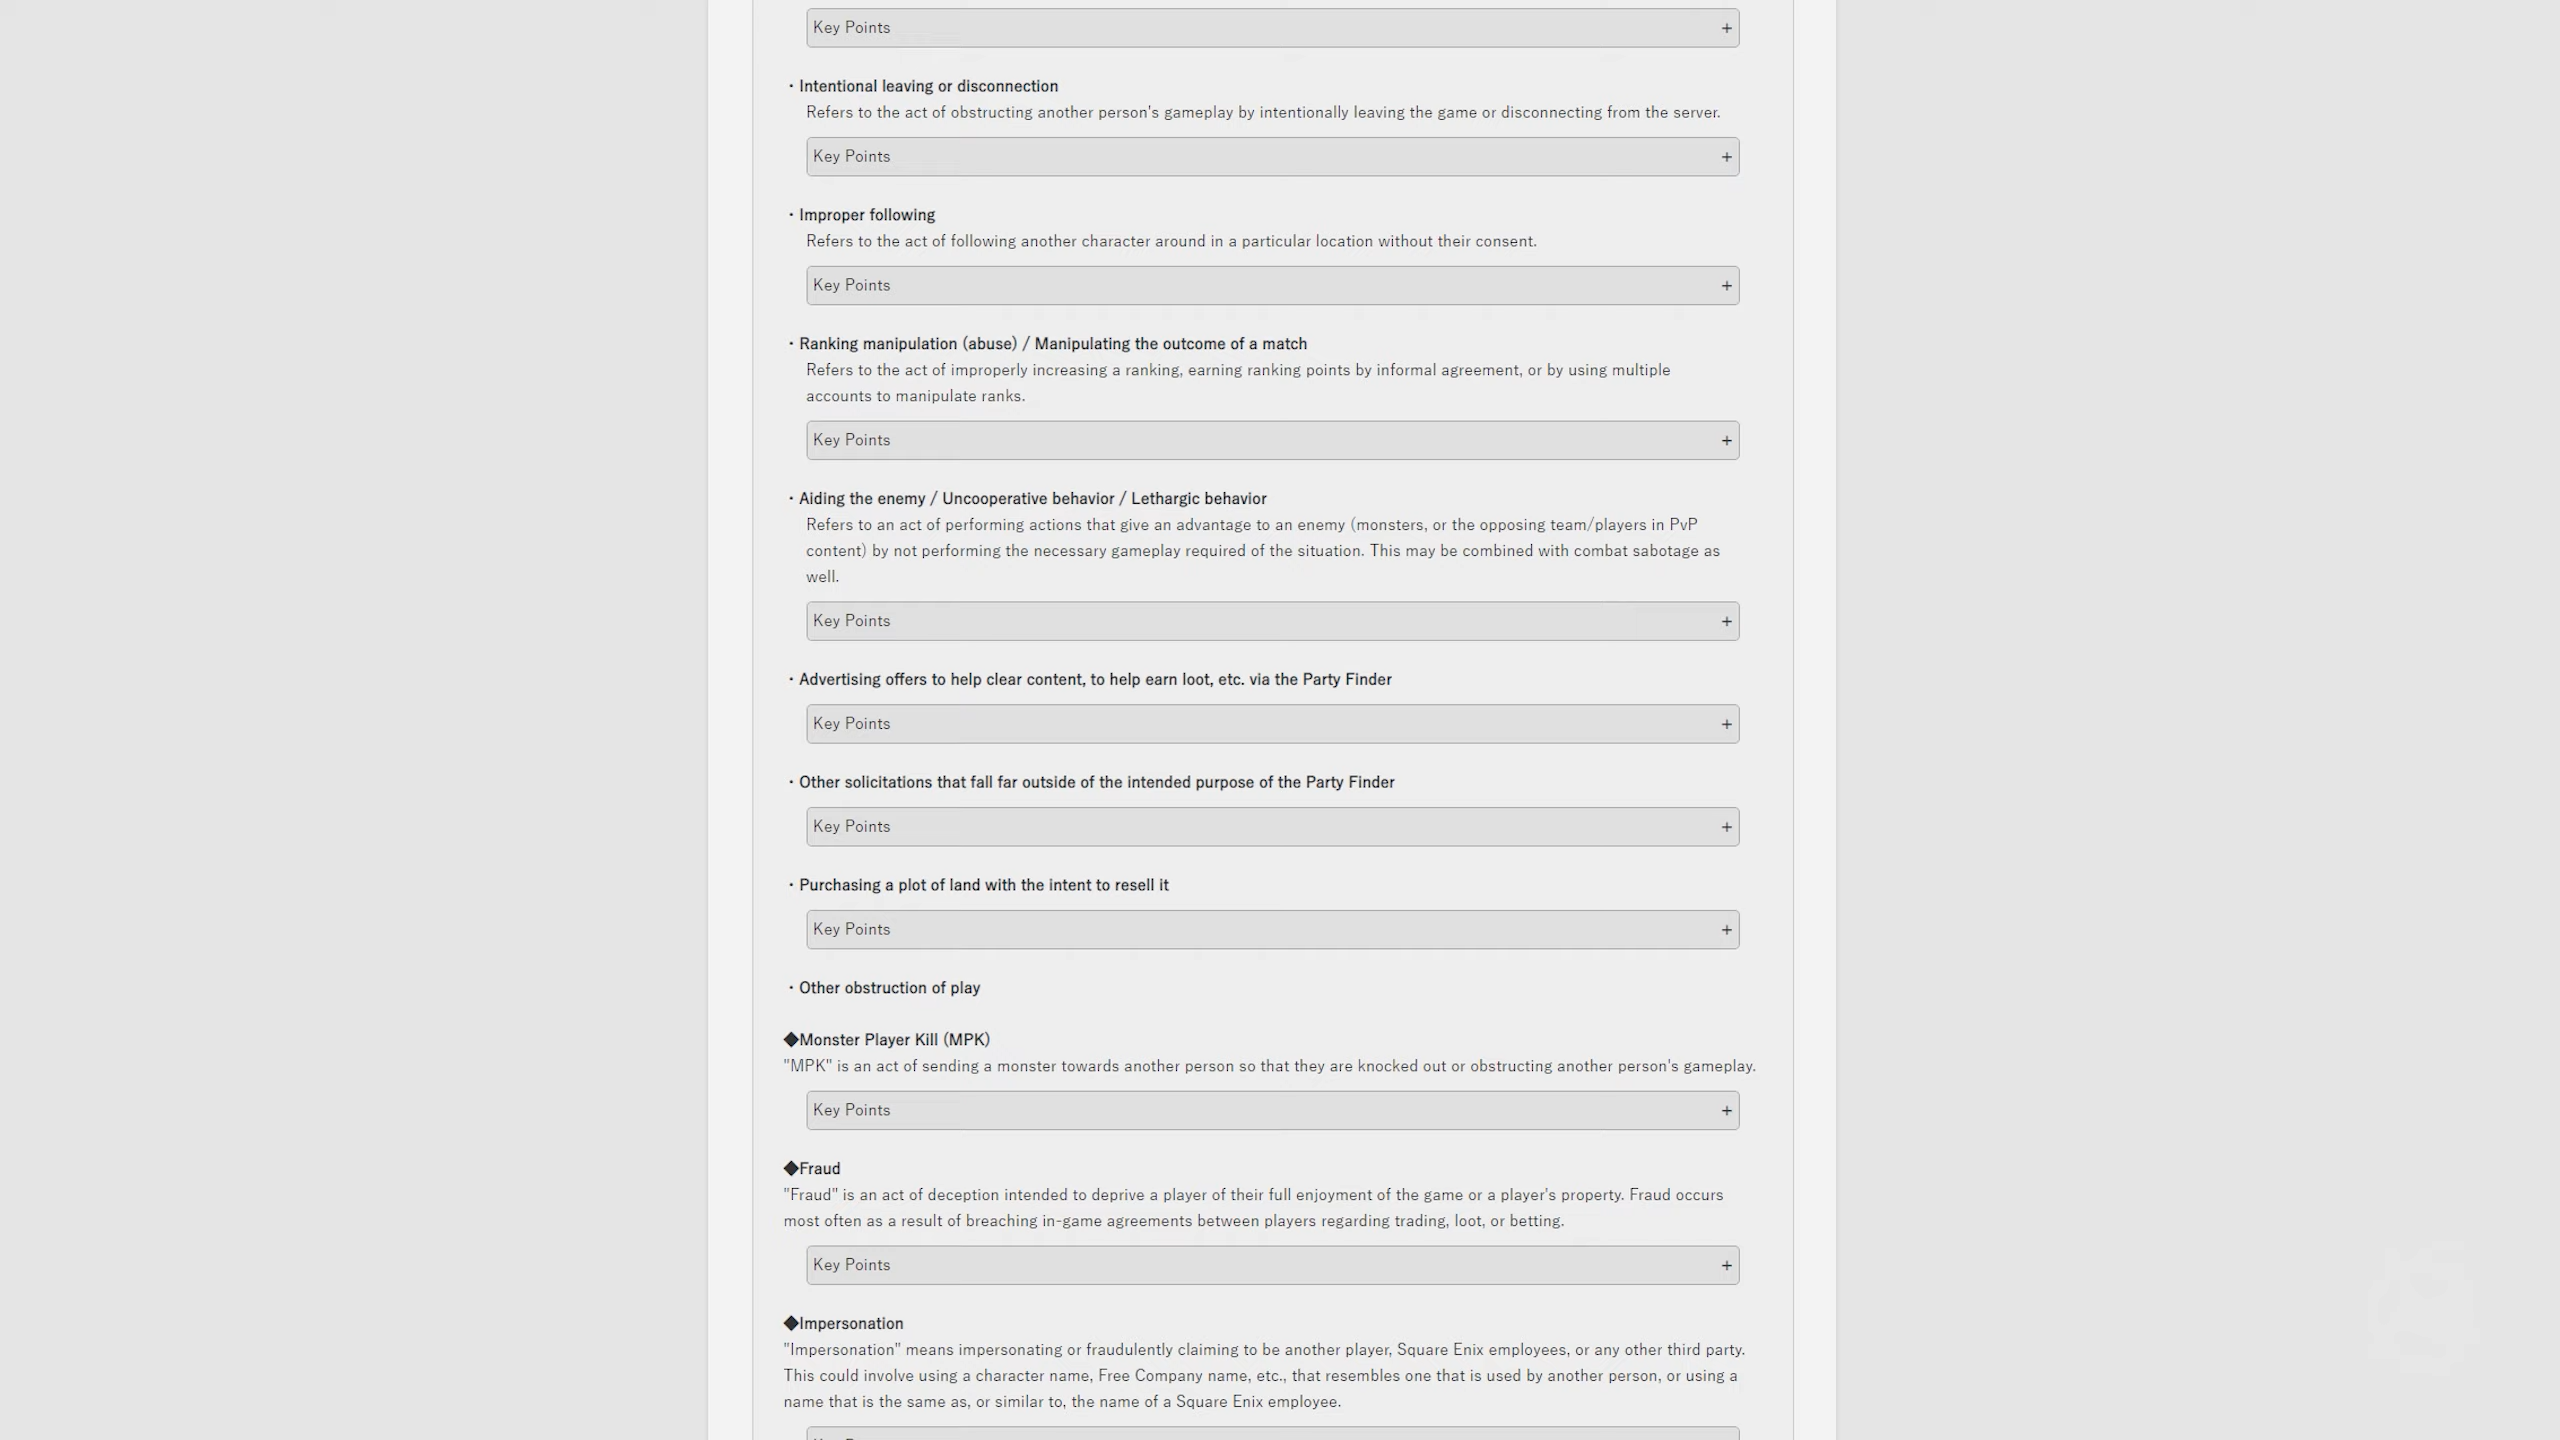 Key Points +
・Intentional leaving or disconnection
Refers to the act of obstructing another person's gameplay by intentionally leaving the game or disconnecting from the server.
Key Points +
・Improper following
Refers to the act of following another character around in a particular location without their consent.
Key Points +
・Ranking manipulation (abuse) / Manipulating the outcome of a match
Refers to the act of improperly increasing a ranking, earning ranking points by informal agreement, or by using multiple
accounts to manipulate ranks.
Key Points +
・Aiding the enemy / Uncooperative behavior / Lethargic behavior
Refers to an act of performing actions that give an advantage to an enemy (monsters, or the opposing team/players in PvP
content) by not performing the necessary gameplay required of the situation. This may be combined with combat sabotage as
well.
Key Points +
・Advertising offers to help clear content, to help earn loot, etc. via the Party Finder
Key Points +
・Other solicitations that fall far outside of the intended purpose of the Party Finder
Key Points +
・Purchasing a plot of land with the intent to resell it
Key Points +
・Other obstruction of play
◆Monster Player Kill (MPK)
"MPK" is an act of sending a monster towards another person so that they are knocked out or obstructing another person's gameplay.
Key Points +
◆Fraud
"Fraud" is an act of deception intended to deprive a player of their full enjoyment of the game or a player's property. Fraud occurs
most often as a result of breaching in-game agreements between players regarding trading, loot, or betting.
Key Points +
◆Impersonation
"Impersonation" means impersonating or fraudulently claiming to be another player, Square Enix employees, or any other third party.
This could involve using a character name, Free Company name, etc., that resembles one that is used by another person, or using a
name that is the same as, or similar to, the name of a Square Enix employee.